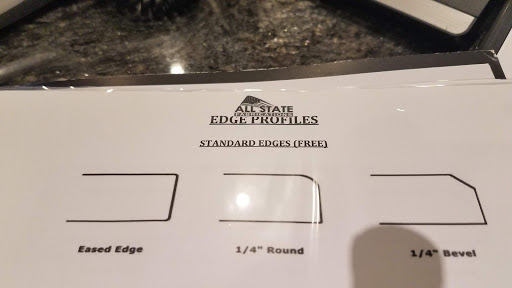 ALL STATE
FABRICATIONS
EDGE PROFILES
STANDARD EDGES (FREE)
Eased Edge
1/4" Round
1/4" Bevel